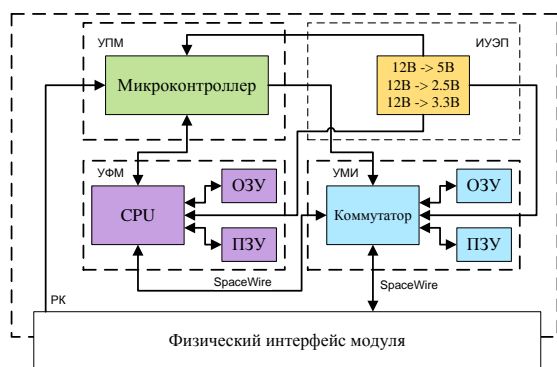 УПМ
ИУЭП
Микроконтроллер
12В -> 5В
12В -> 2.5В
12В -> 3.3В
УФМ
УМИ
CPU
ОЗУ
ПЗУ
Коммутатор
ОЗУ
ПЗУ
SpaceWire
SpaceWire
РК
Физический интерфейс модуля